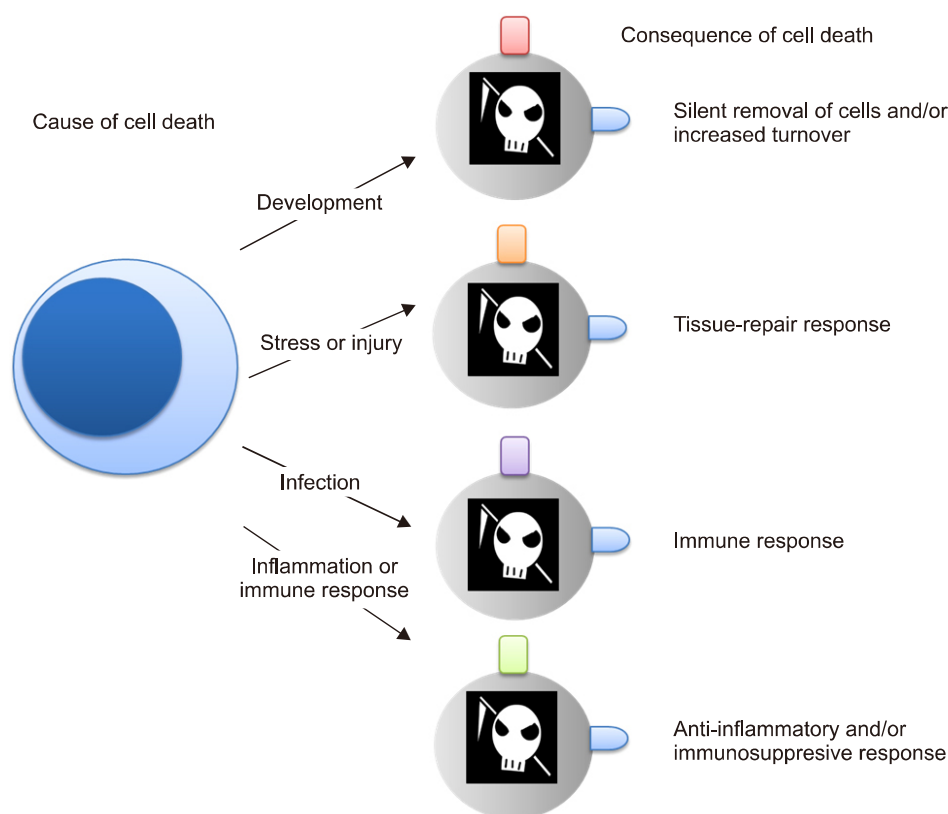 Consequence of cell death
Cause of cell death
Silent removal of cells and/or
increased turnover
Development
Stress or injury
Tissue-repair response
Infection
Immune response
Inflammation or
immune response
Anti-inflammatory and/or
immunosuppresive response